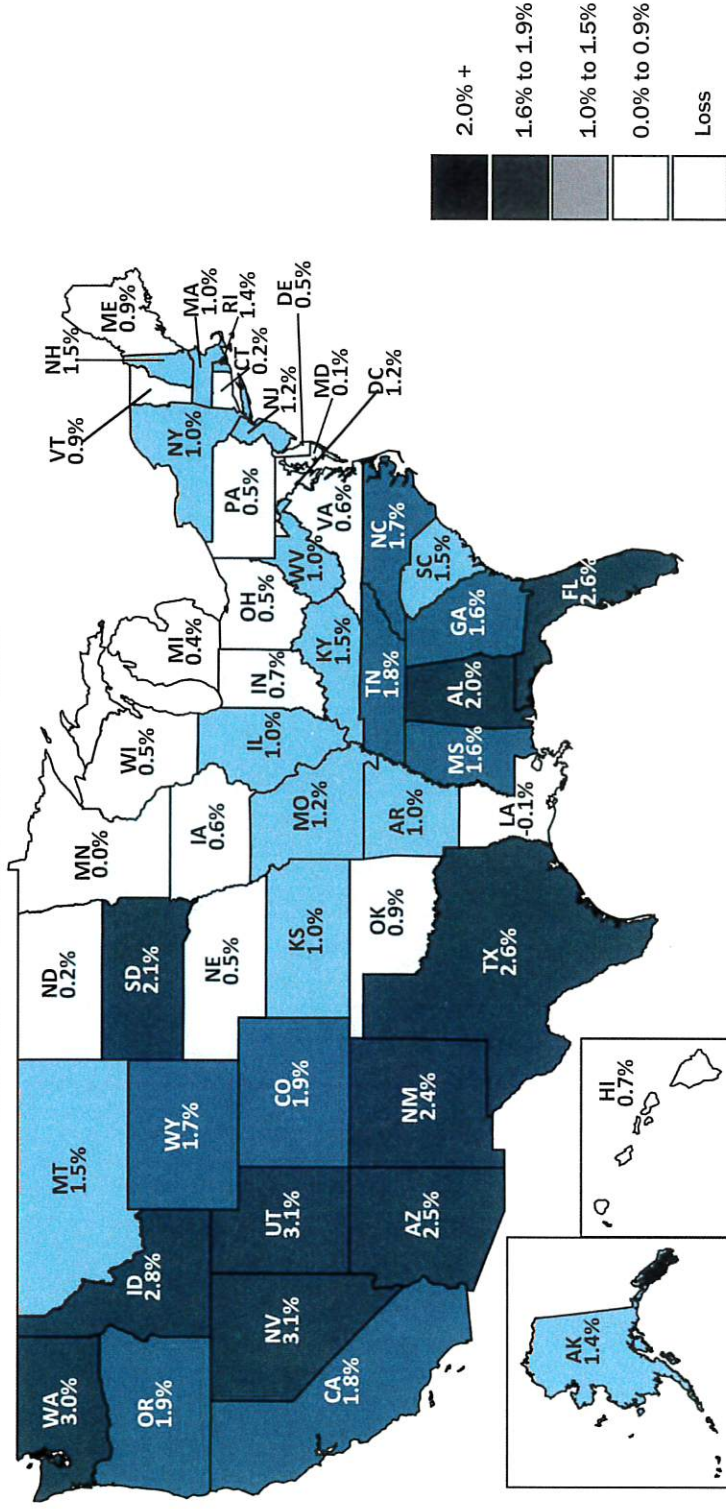 WA
3.0%
OR
1.9%
CA
1.8%
NV
3.1%
ID
2.8%
MT
1.5%
WY
1.7%
UT
3.1%
AZ
2.5%
CO
1.9%
NM
2.4%
ND
0.2%
SD
2.1%
NE
0.5%
KS
1.0%
OK
0.9%
TX
2.6%
MN
0.0%
IA
0.6%
MO
1.2%
AR
1.0%
LA
-0.1%
WI
0.5%
IL
1.0%
MI
0.4%
IN
0.7%
OH
0.5%
KY
1.5%
TN
1.8%
MS
1.6%
AL
2.0%
GA
1.6%
FL
2.6%
SC
1.5%
NC
1.7%
VA
0.6%
WV
1.0%
PA
0.5%
NY
1.0%
VT
0.9%
NH
1.5%
ME
0.9%
MA
1.0%
RI
1.4%
CT
0.2%
NJ
1.2%
DE
0.5%
MD
0.1%
DC
1.2%
AK
1.4%
HI
0.7%
2.0% +
1.6% to 1.9%
1.0% to 1.5%
0.0% to 0.9%
Loss